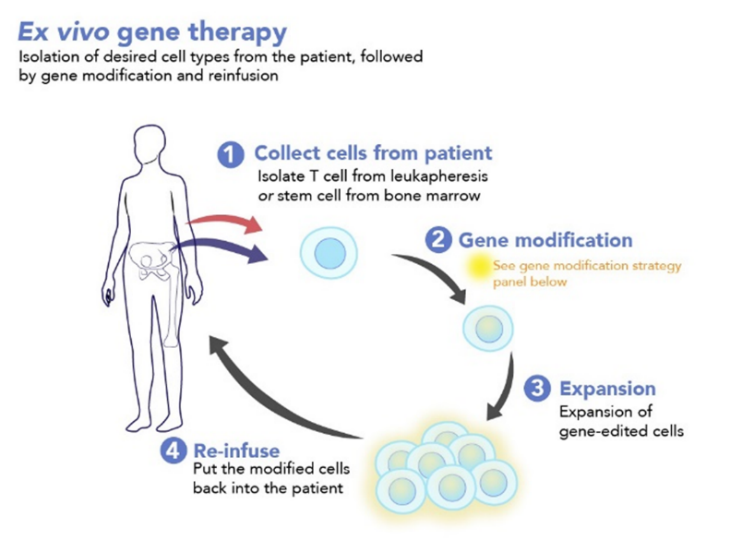 Ex vivo gene therapy
Isolation of desired cell types from the patient, followed
by gene modification and reinfusion
1 Collect cells from patient
Isolate T cell from leukapheresis
or stem cell from bone marrow
2 Gene modification
See gene modification strategy
panel below
3 Expansion
Expansion of
gene-edited cells
4 Re-infuse
Put the modified cells
back into the patient